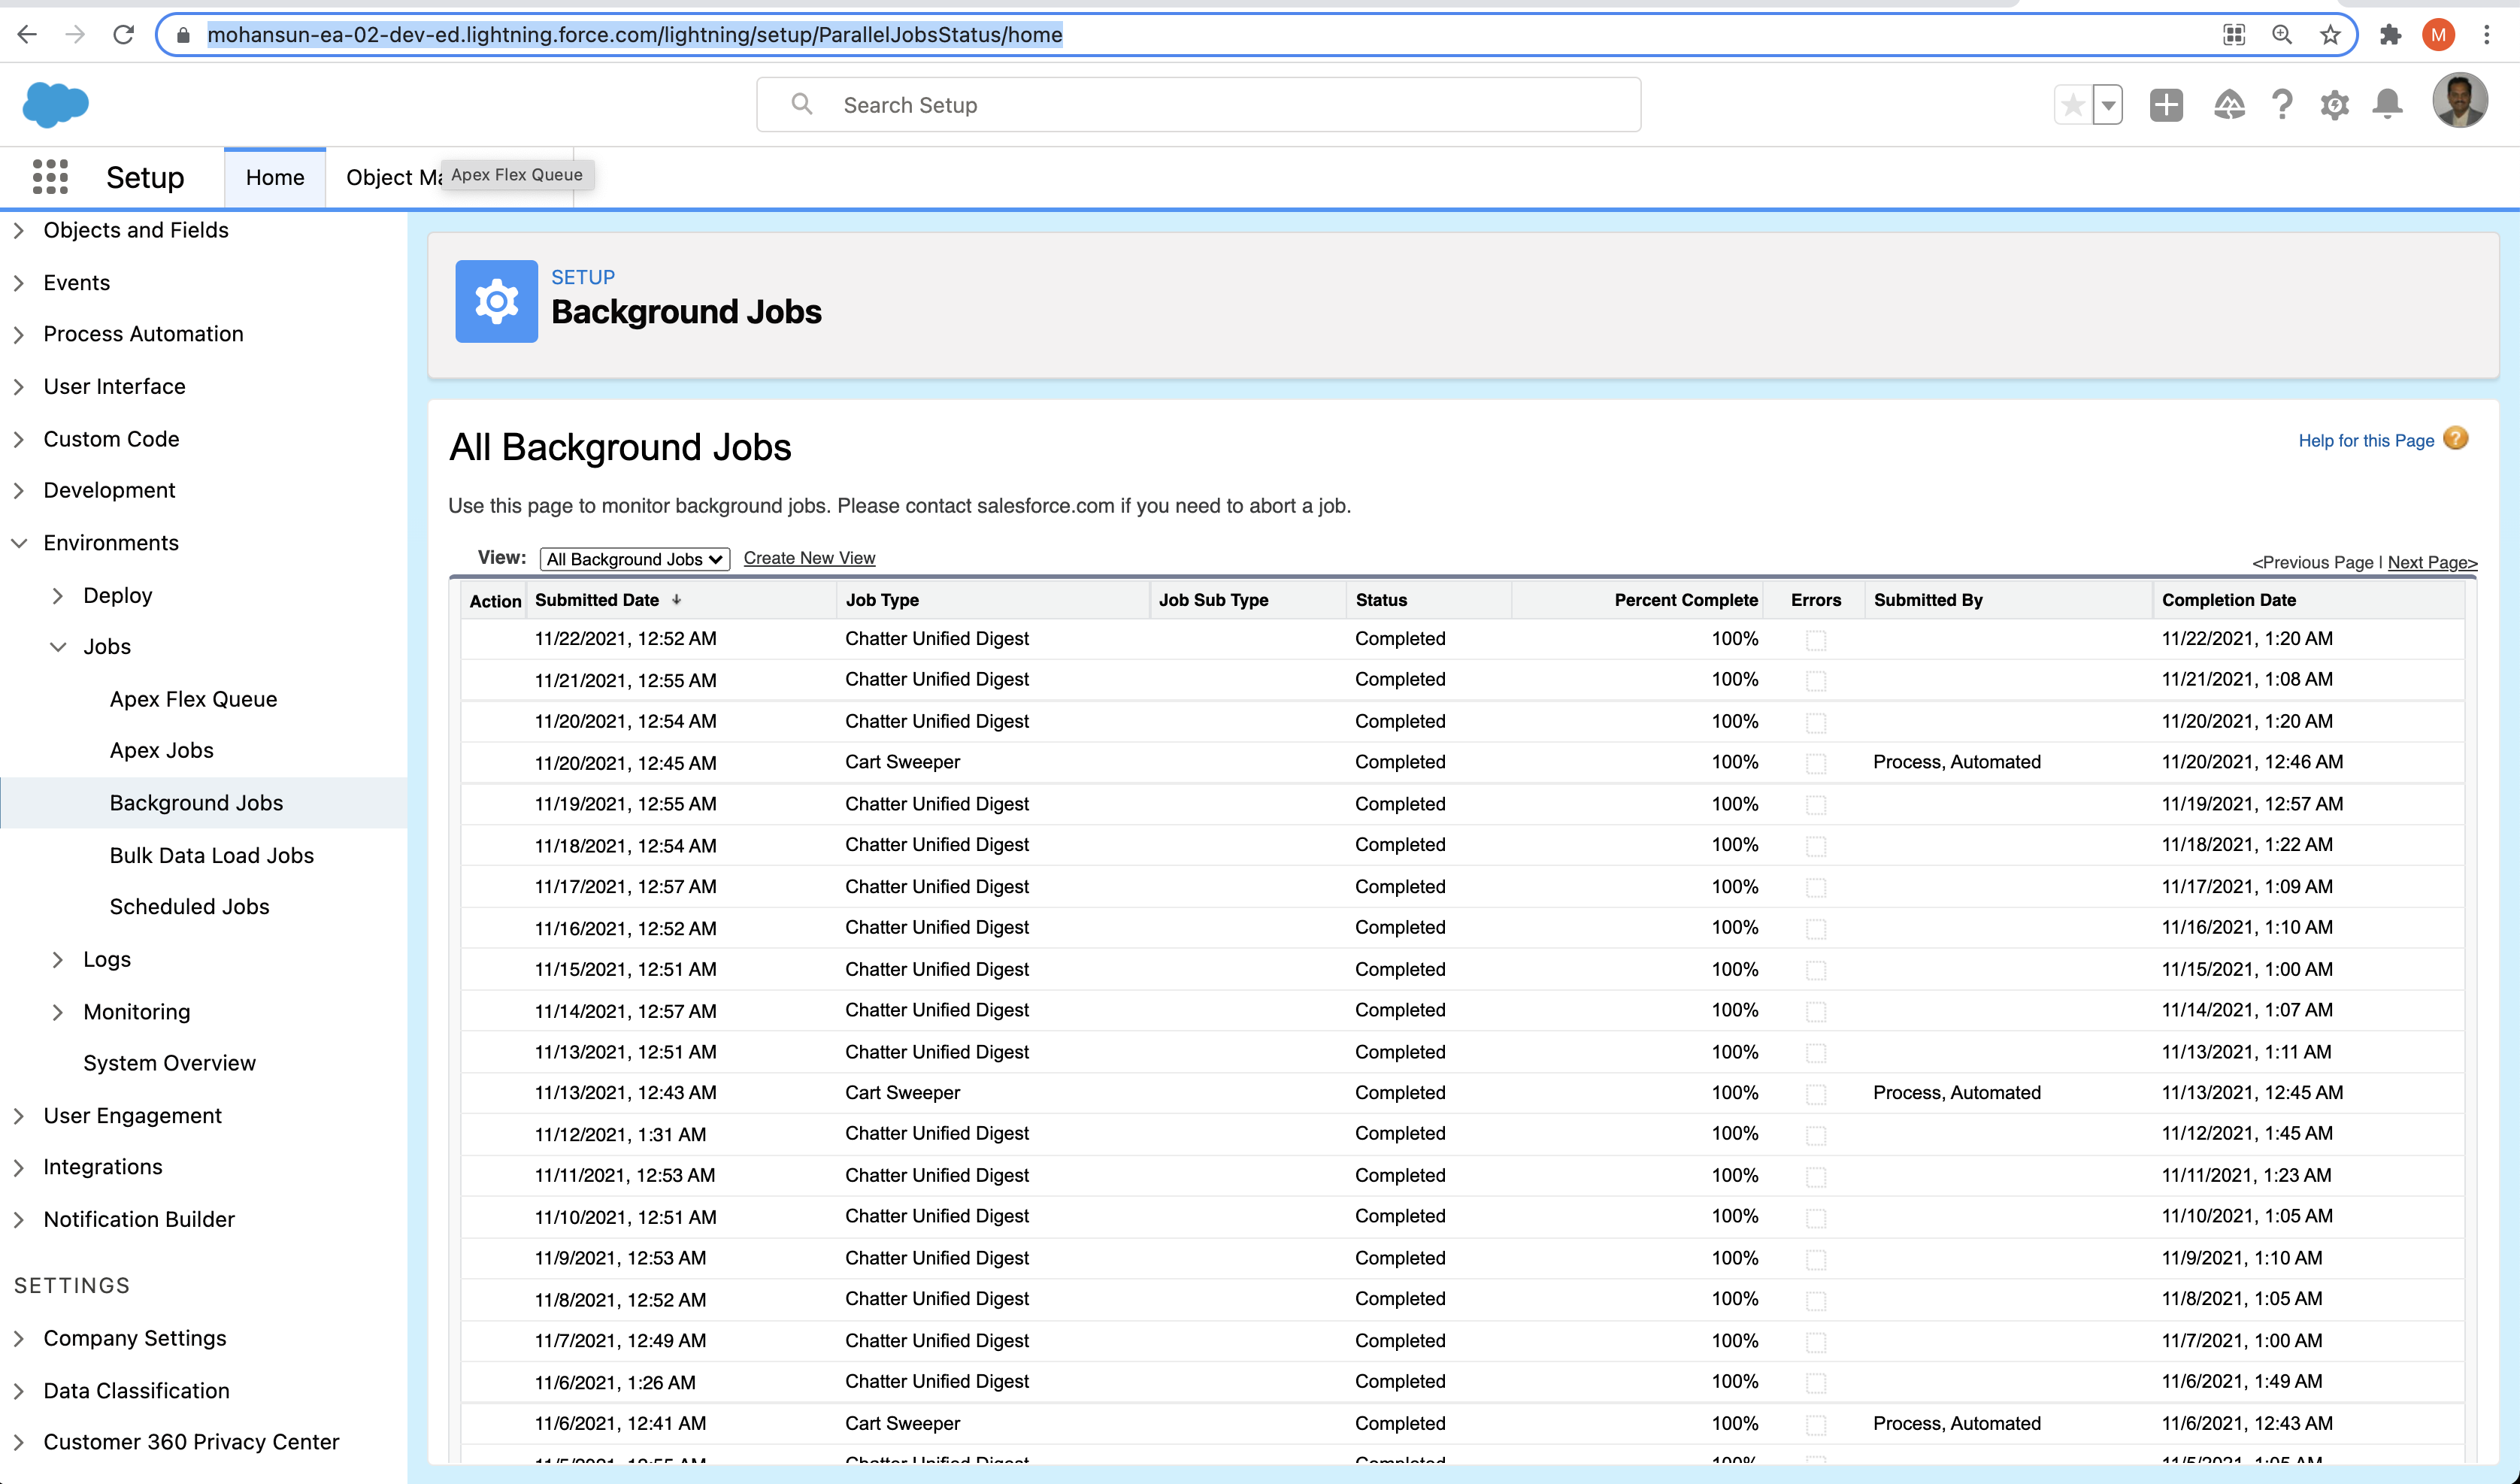 mohansun-ea-02-dev-ed.lightning.force.com/lightning/setup/ParallelJobsStatus/home
M
Search Setup
Setup
Home
Object Ma
Apex Flex Queue
Objects and Fields
Events
Process Automation
User Interface
Custom Code
Development
Environments
Deploy
Jobs
Apex Flex Queue
Apex Jobs
Background Jobs
Bulk Data Load Jobs
Scheduled Jobs
Logs
Monitoring
System Overview
User Engagement
Integrations
Notification Builder
SETTINGS
Company Settings
Data Classification
Customer 360 Privacy Center
SETUP
Background Jobs
All Background Jobs
Help for this Page ?
Use this page to monitor background jobs. Please contact salesforce.com if you need to abort a job.
View: All Background Jobs Create New View
<Previous Page | Next Page>
Action Submitted Date Job Type Job Sub Type Status Percent Complete Errors Submitted By Completion Date
11/22/2021, 12:52 AM Chatter Unified Digest Completed 100% 11/22/2021, 1:20 AM
11/21/2021, 12:55 AM Chatter Unified Digest Completed 100% 11/21/2021, 1:08 AM
11/20/2021, 12:54 AM Chatter Unified Digest Completed 100% 11/20/2021, 1:20 AM
11/20/2021, 12:45 AM Cart Sweeper Completed 100% Process, Automated 11/20/2021, 12:46 AM
11/19/2021, 12:55 AM Chatter Unified Digest Completed 100% 11/19/2021, 12:57 AM
11/18/2021, 12:54 AM Chatter Unified Digest Completed 100% 11/18/2021, 1:22 AM
11/17/2021, 12:57 AM Chatter Unified Digest Completed 100% 11/17/2021, 1:09 AM
11/16/2021, 12:52 AM Chatter Unified Digest Completed 100% 11/16/2021, 1:10 AM
11/15/2021, 12:51 AM Chatter Unified Digest Completed 100% 11/15/2021, 1:00 AM
11/14/2021, 12:57 AM Chatter Unified Digest Completed 100% 11/14/2021, 1:07 AM
11/13/2021, 12:51 AM Chatter Unified Digest Completed 100% 11/13/2021, 1:11 AM
11/13/2021, 12:43 AM Cart Sweeper Completed 100% Process, Automated 11/13/2021, 12:45 AM
11/12/2021, 1:31 AM Chatter Unified Digest Completed 100% 11/12/2021, 1:45 AM
11/11/2021, 12:53 AM Chatter Unified Digest Completed 100% 11/11/2021, 1:23 AM
11/10/2021, 12:51 AM Chatter Unified Digest Completed 100% 11/10/2021, 1:05 AM
11/9/2021, 12:53 AM Chatter Unified Digest Completed 100% 11/9/2021, 1:10 AM
11/8/2021, 12:52 AM Chatter Unified Digest Completed 100% 11/8/2021, 1:05 AM
11/7/2021, 12:49 AM Chatter Unified Digest Completed 100% 11/7/2021, 1:00 AM
11/6/2021, 1:26 AM Chatter Unified Digest Completed 100% 11/6/2021, 1:49 AM
11/6/2021, 12:41 AM Cart Sweeper Completed 100% Process, Automated 11/6/2021, 12:43 AM